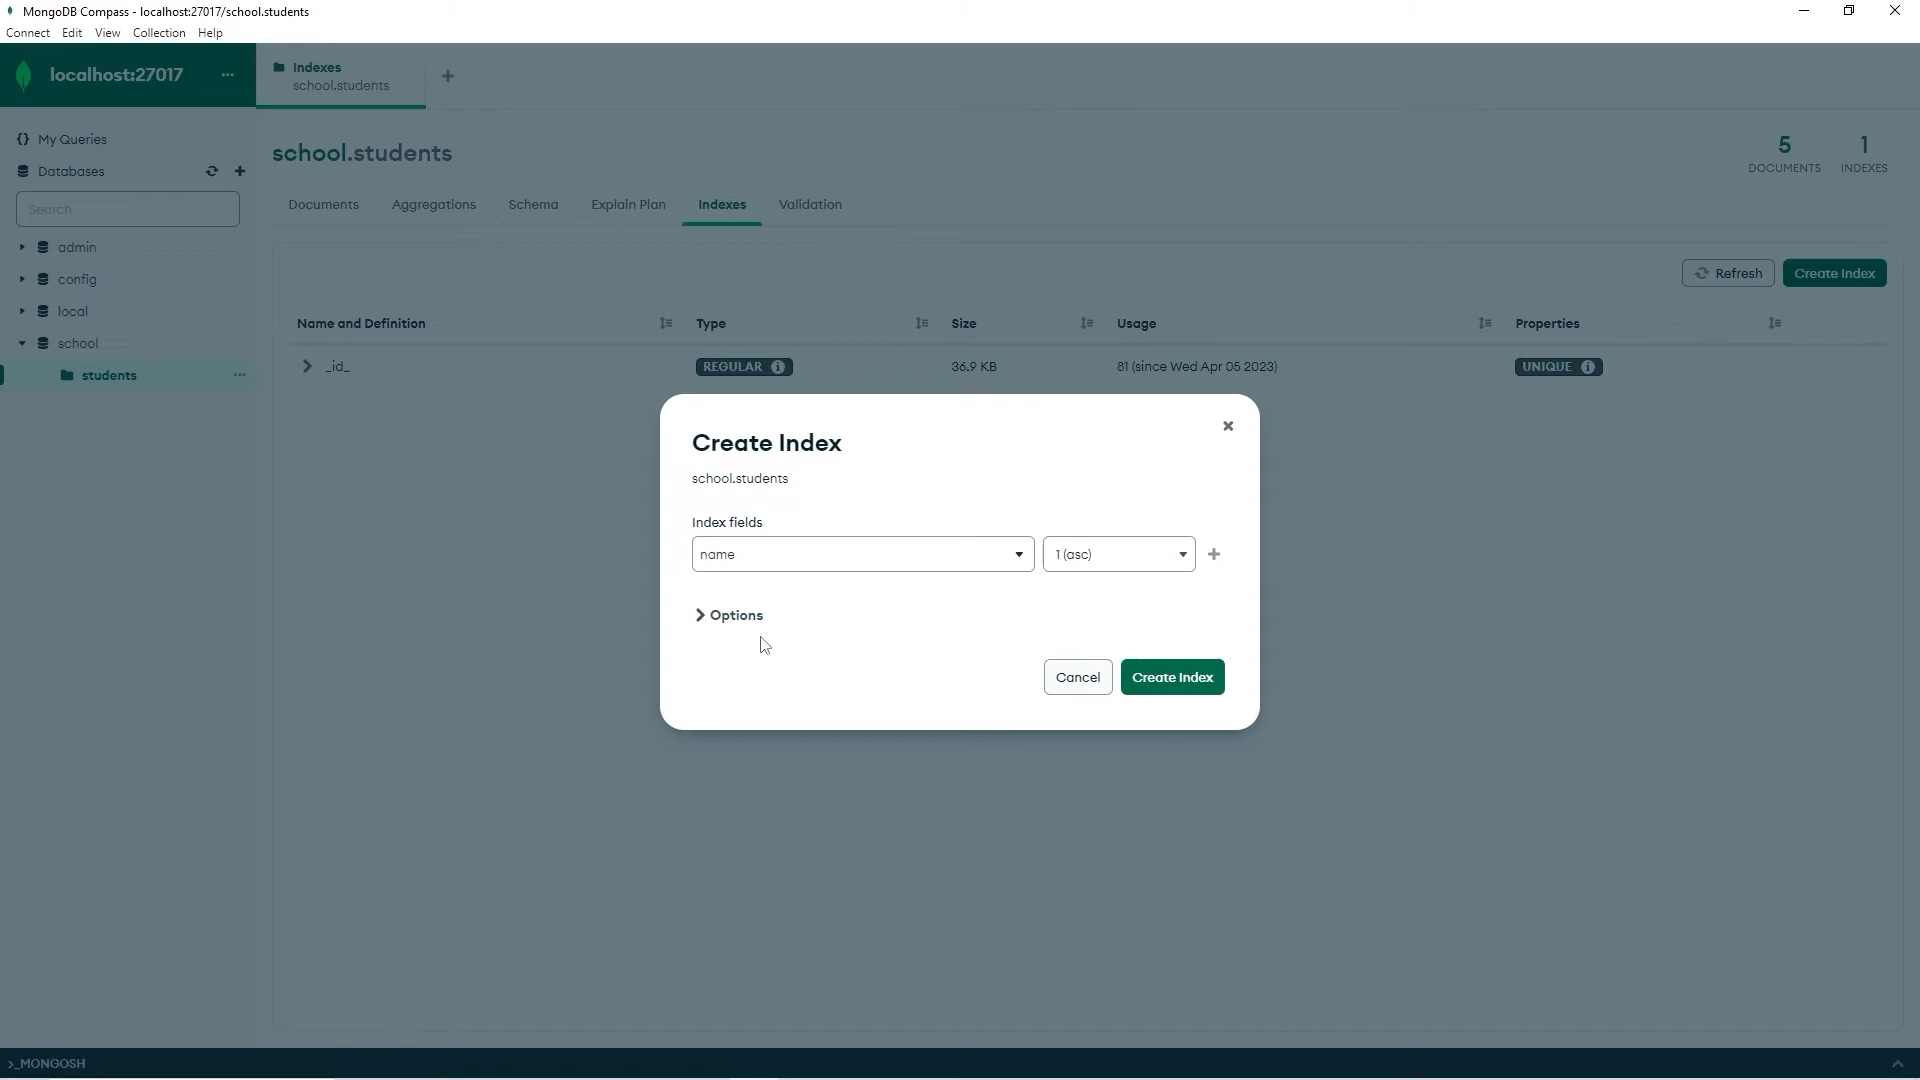 MongoDB Compass - localhost:27017/school.students
Connect Edit View Collection Help
localhost:27017 ...
Indexes
school.students
+
{} My Queries
Databases
Search
admin
config
local
school
students ...
school.students
5 DOCUMENTS
1 INDEXES
Documents Aggregations Schema Explain Plan Indexes Validation
Refresh Create Index
Name and Definition Type Size Usage Properties
_id_ REGULAR 36.9 KB 81 (since Wed Apr 05 2023) UNIQUE
Create Index
school.students
Index fields
name 1 (asc) +
Options
Cancel Create Index
>_MONGOSH